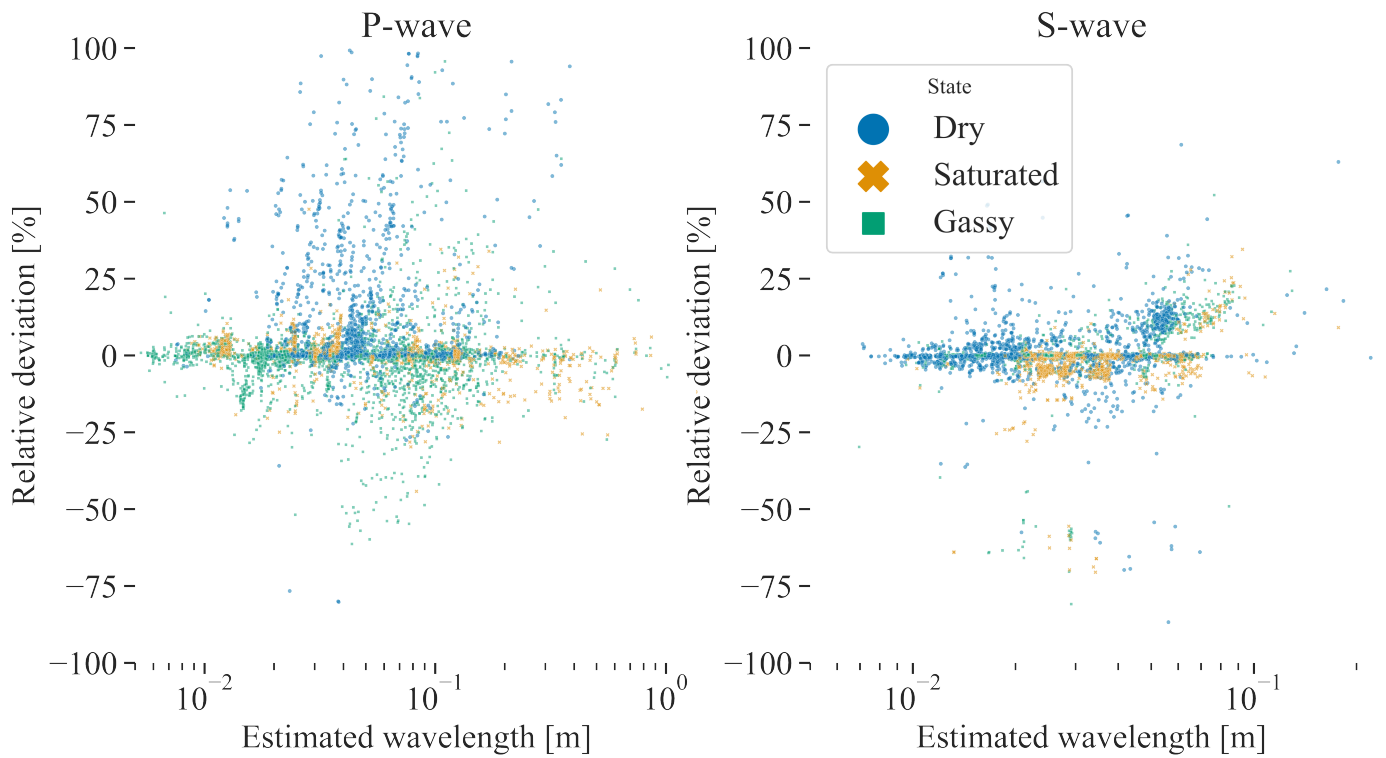 P-wave
S-wave
100
75
50
25
0
−25
−50
−75
−100
Relative deviation [%]
10⁻²
10⁻¹
10⁰
Estimated wavelength [m]
100
75
50
25
0
−25
−50
−75
−100
Relative deviation [%]
State
Dry
Saturated
Gassy
10⁻²
10⁻¹
Estimated wavelength [m]